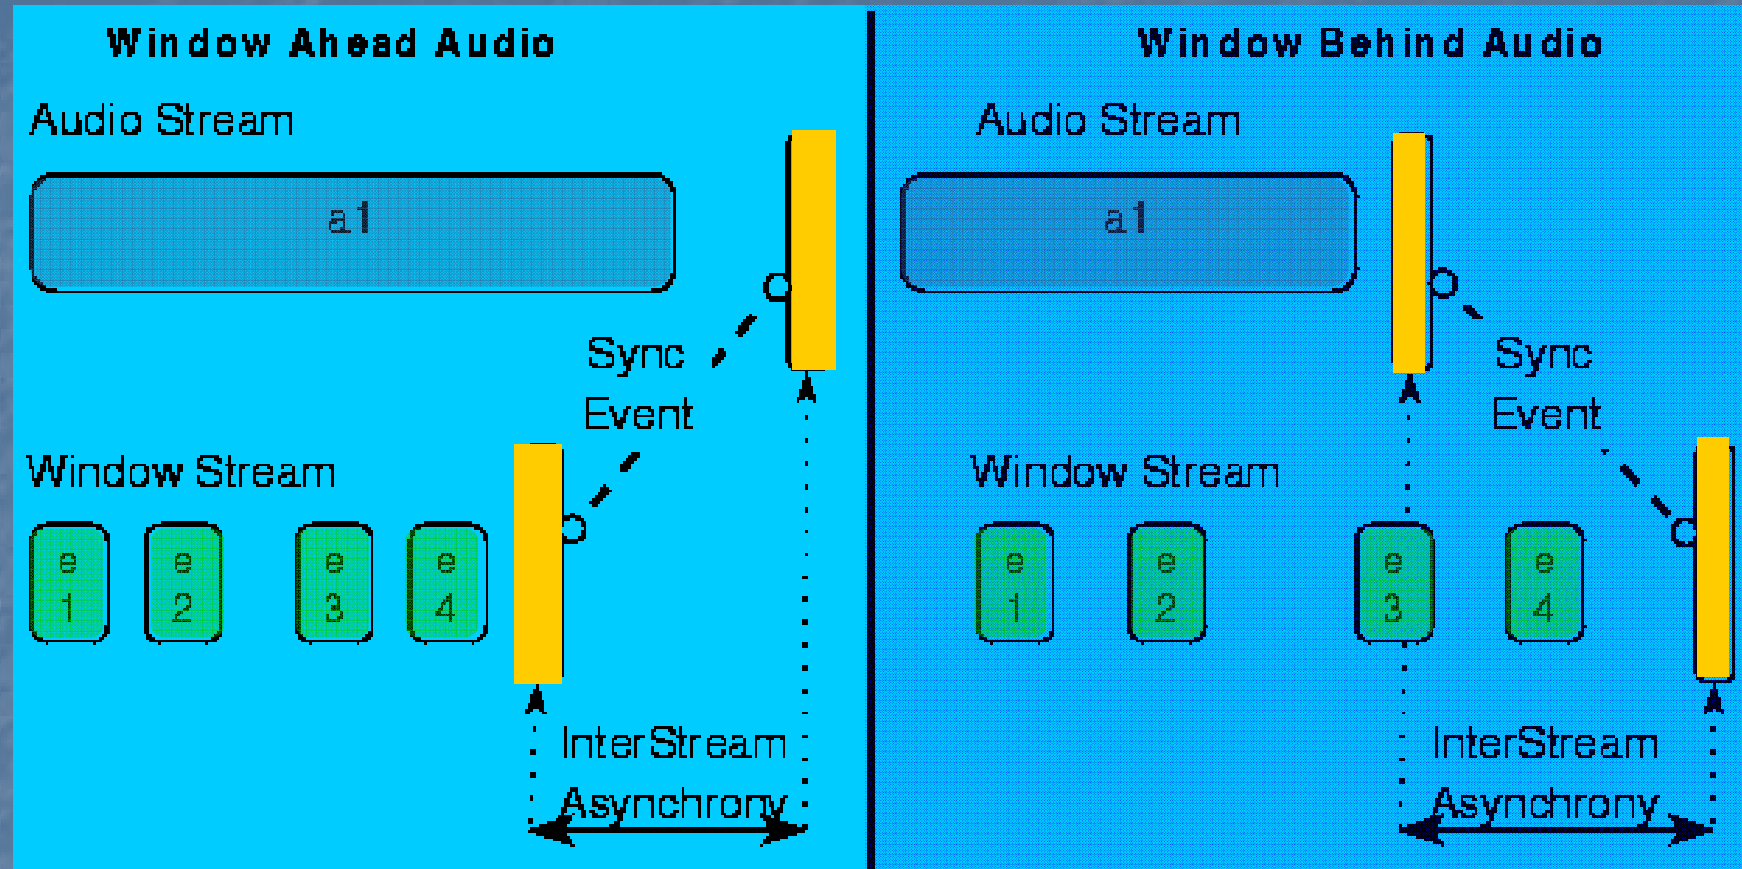 Window Ahead Audio
Audio Stream
a1
Sync
Event
Window Stream
e
1
e
2
e
3
e
4
InterStream
Asynchrony
Window Behind Audio
Audio Stream
a1
Sync
Event
Window Stream
e
1
e
2
e
3
e
4
InterStream
Asynchrony